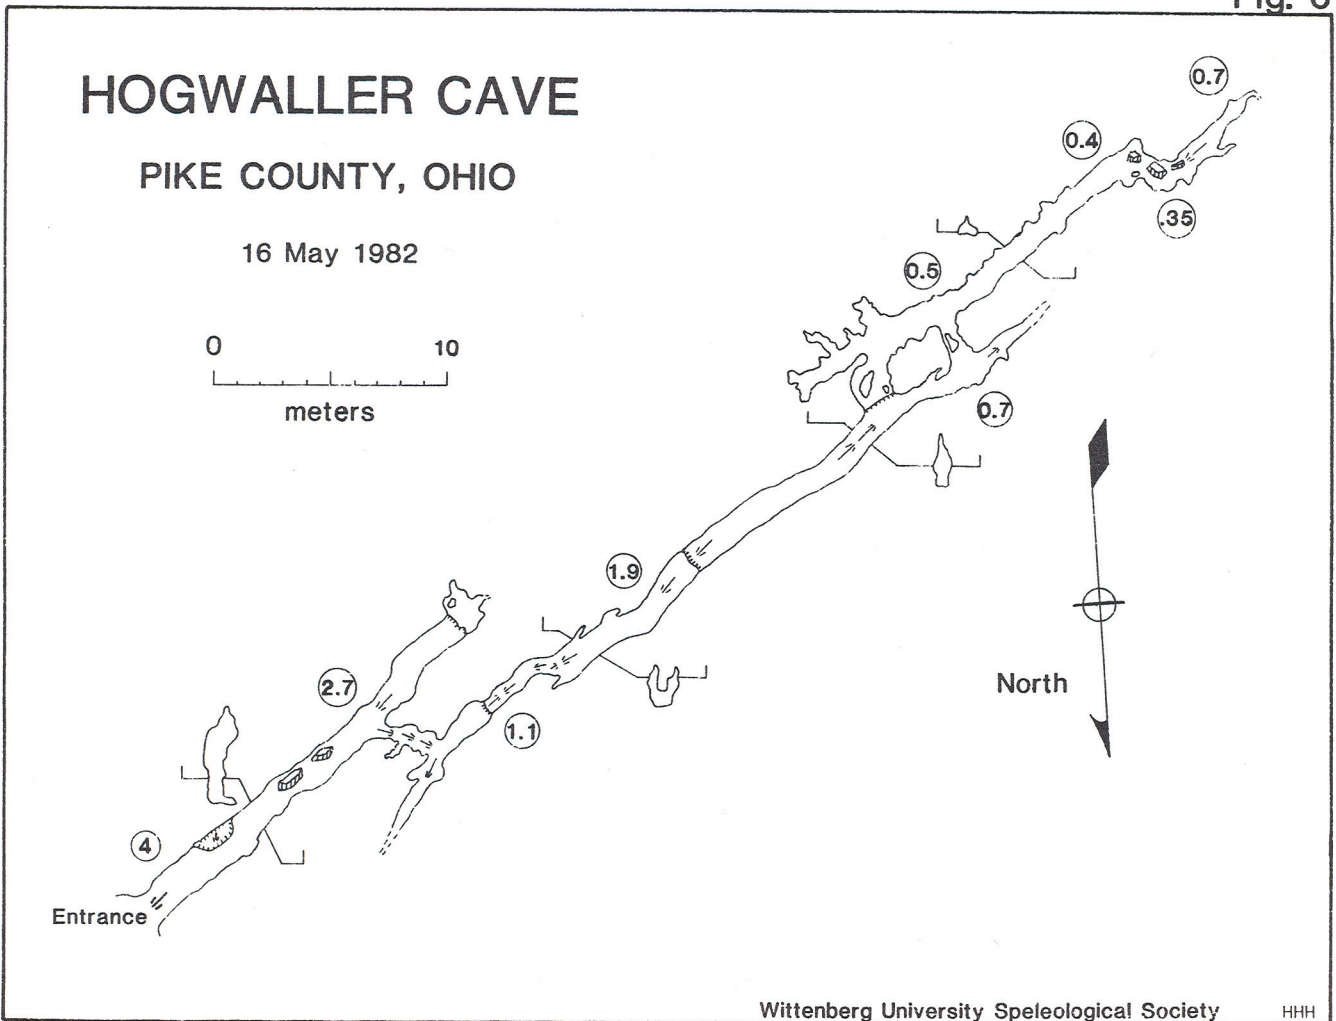 HOGWALLER CAVE
PIKE COUNTY, OHIO
16 May 1982
0 10
meters
0.7
0.4
.35
0.5
0.7
1.9
1.1
2.7
4
Entrance
North
Wittenberg University Speleological Society HHH